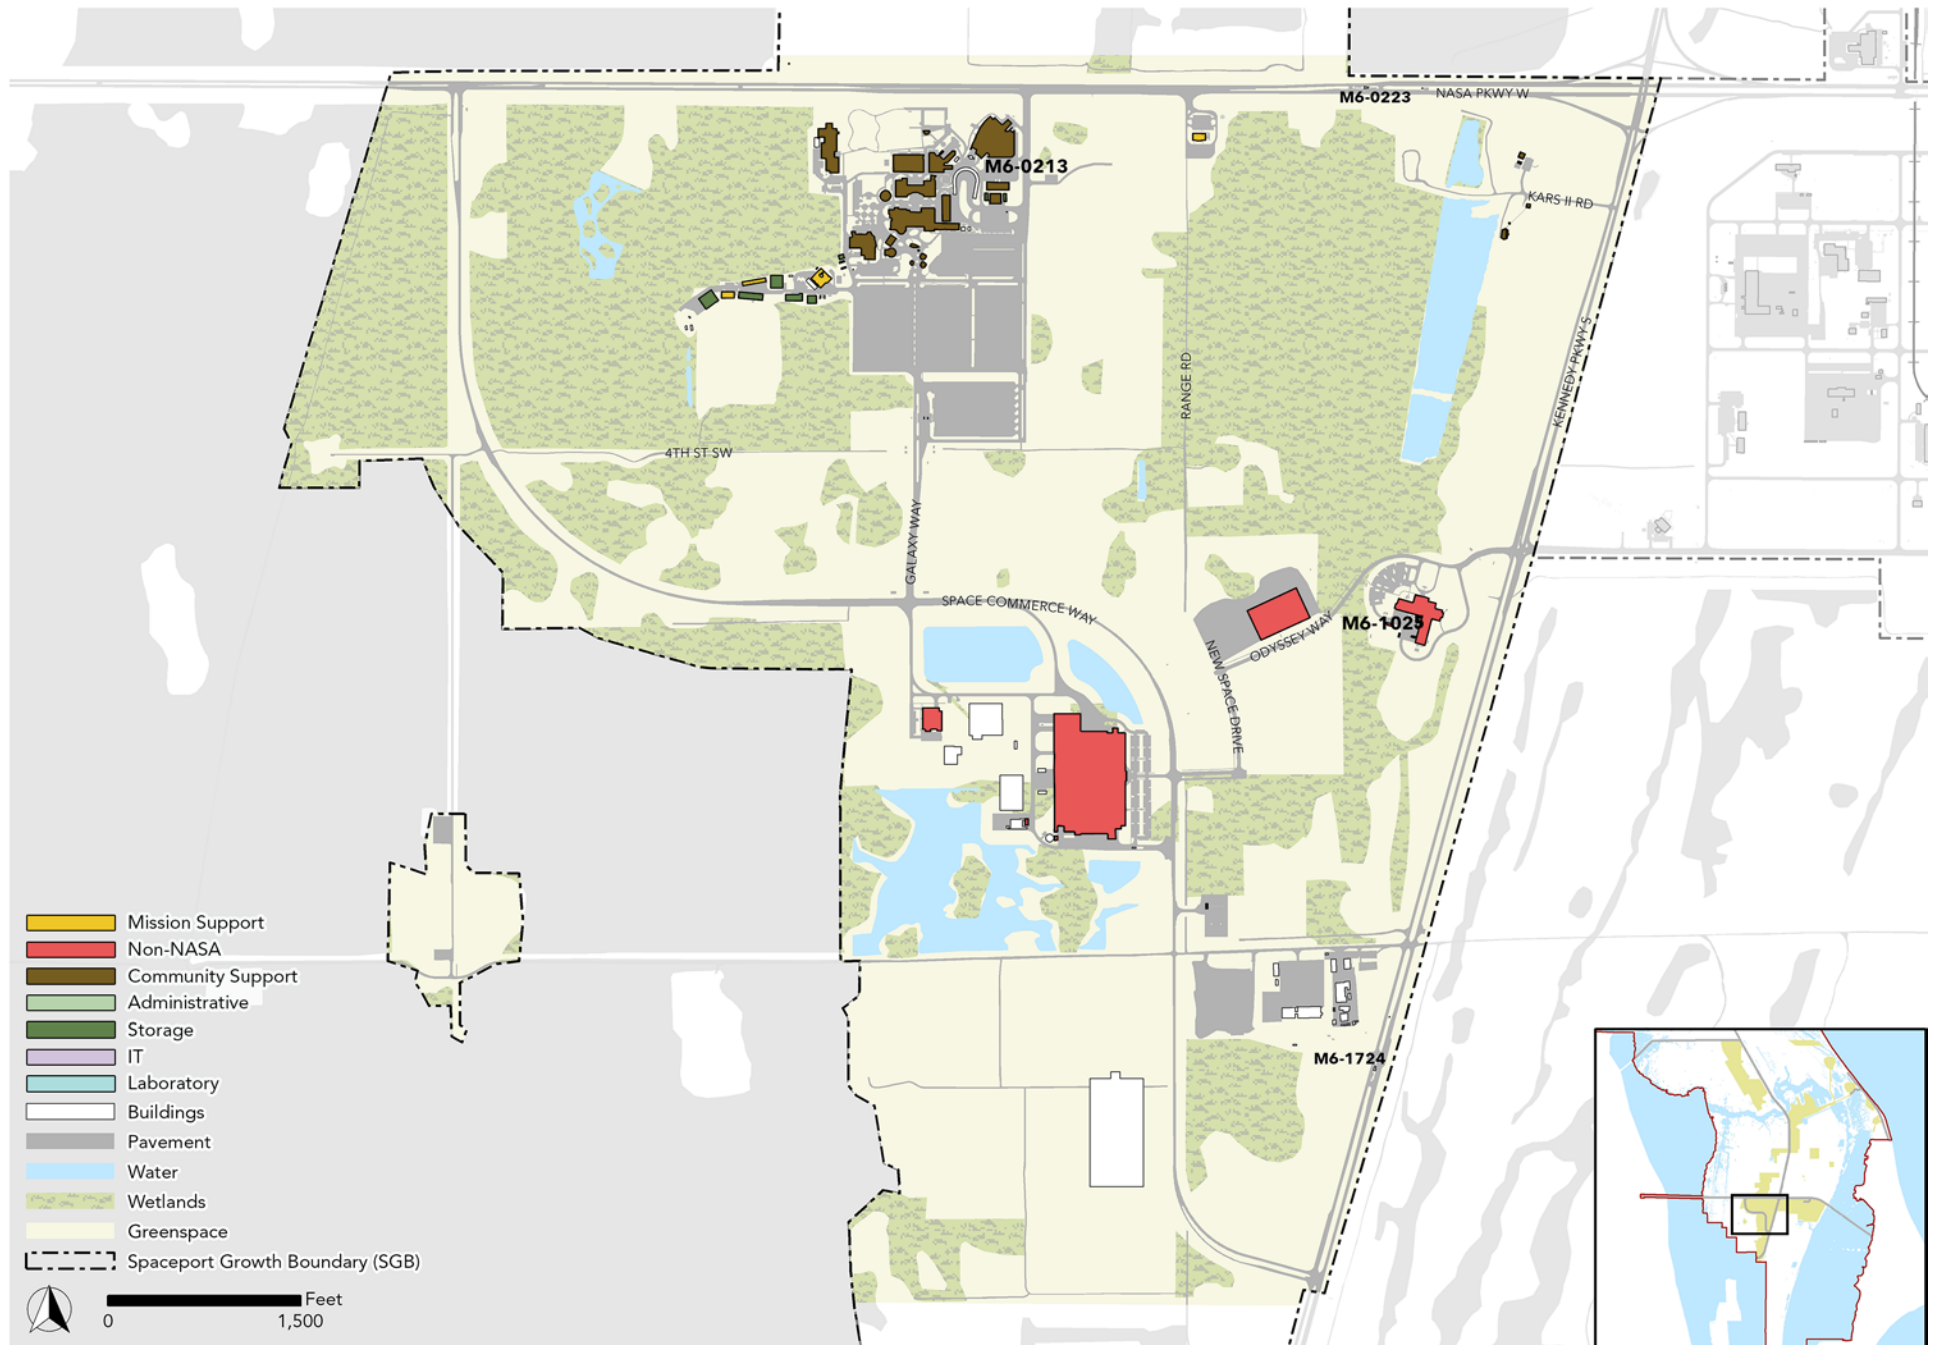 M6-0223
NASA PKWY W
M6-0213
KARS II RD
KENNEDY PKWY S
RANGE RD
4TH ST SW
GALAXY WAY
SPACE COMMERCE WAY
M6-1025
ODYSSEY WAY
NEW SPACE DRIVE
M6-1724
Mission Support
Non-NASA
Community Support
Administrative
Storage
IT
Laboratory
Buildings
Pavement
Water
Wetlands
Greenspace
Spaceport Growth Boundary (SGB)
Feet
0 1,500